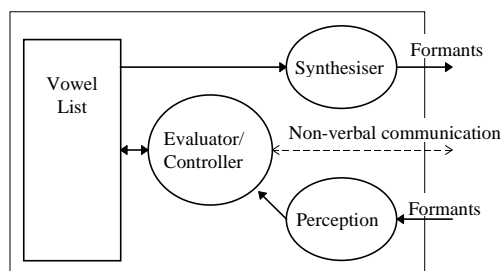 Vowel
List
Synthesiser
Formants
Evaluator/
Controller
Non-verbal communication
Perception
Formants